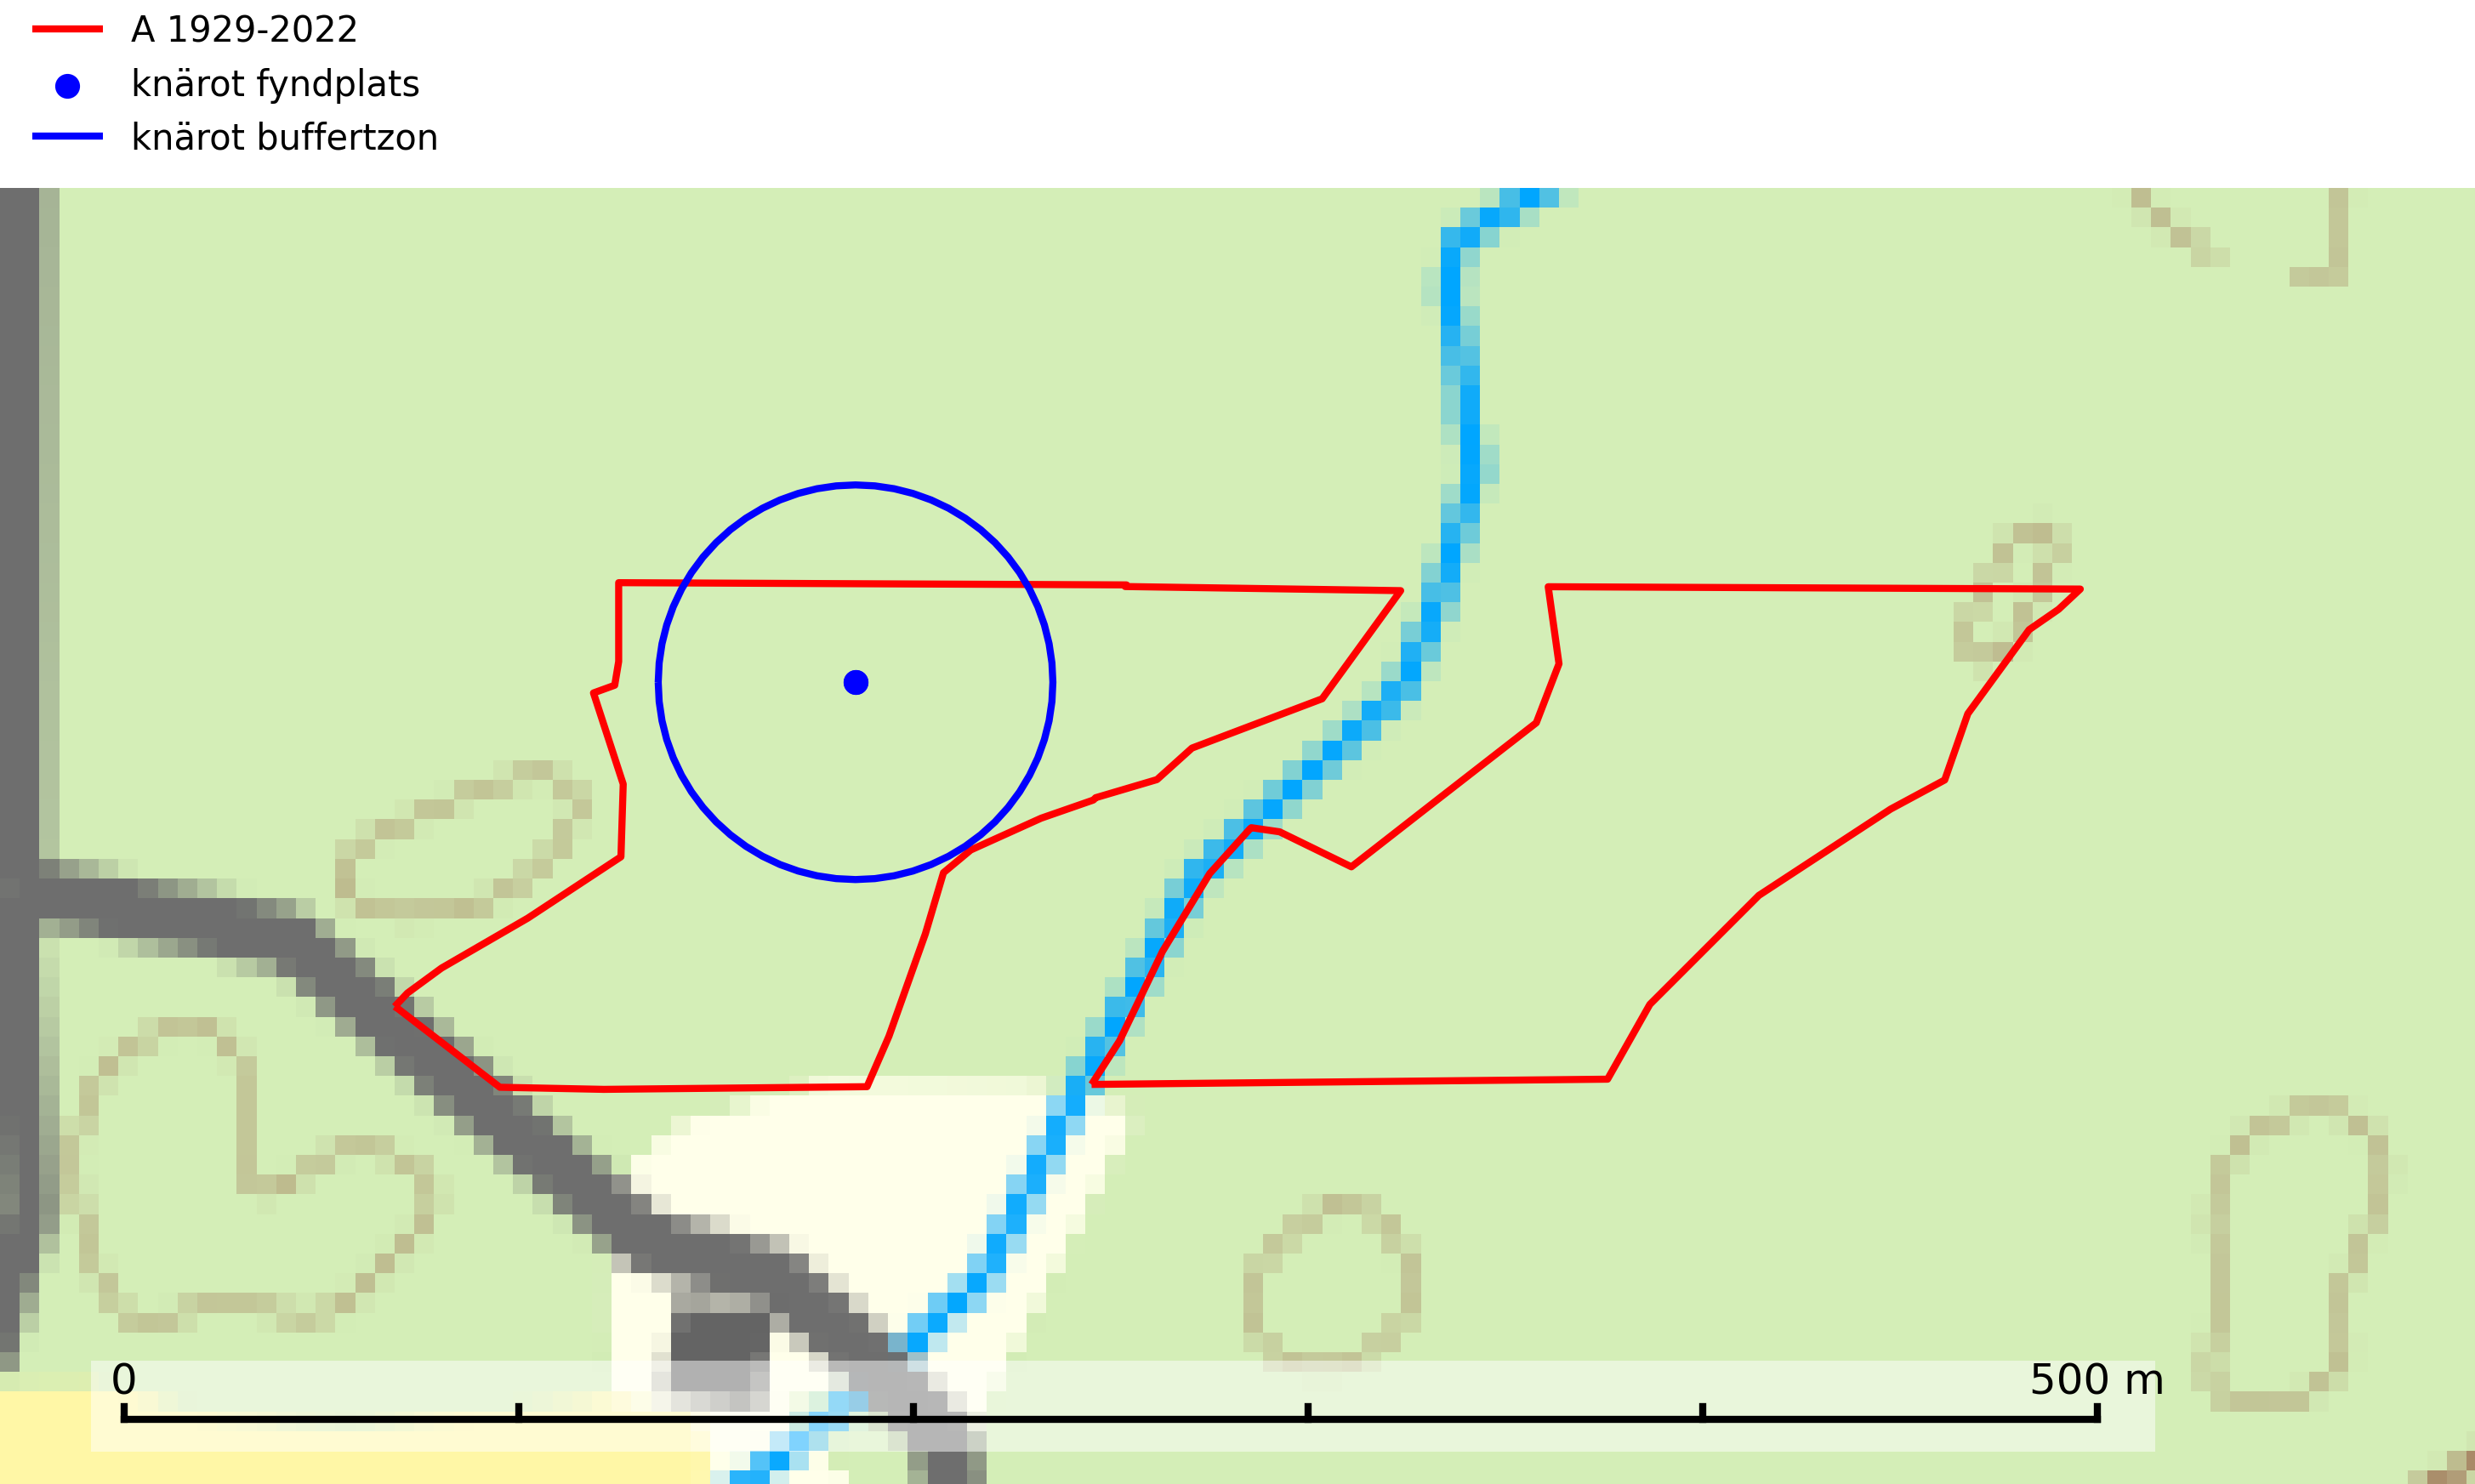 A 1929-2022
knärot fyndplats
knärot buffertzon
0
500 m